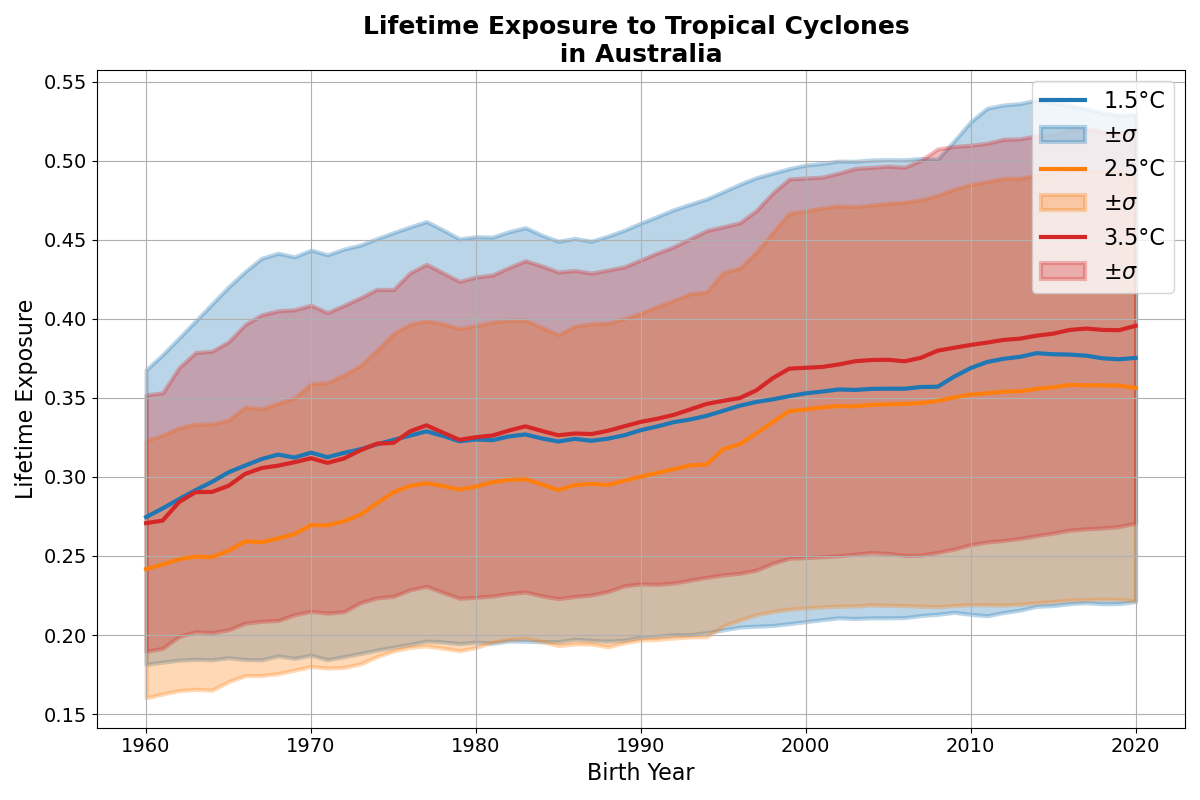 Lifetime Exposure to Tropical Cyclones
in Australia
Lifetime Exposure
0.55
0.50
0.45
0.40
0.35
0.30
0.25
0.20
0.15
1.5°C
±σ
2.5°C
±σ
3.5°C
±σ
1960
1970
1980
1990
2000
2010
2020
Birth Year